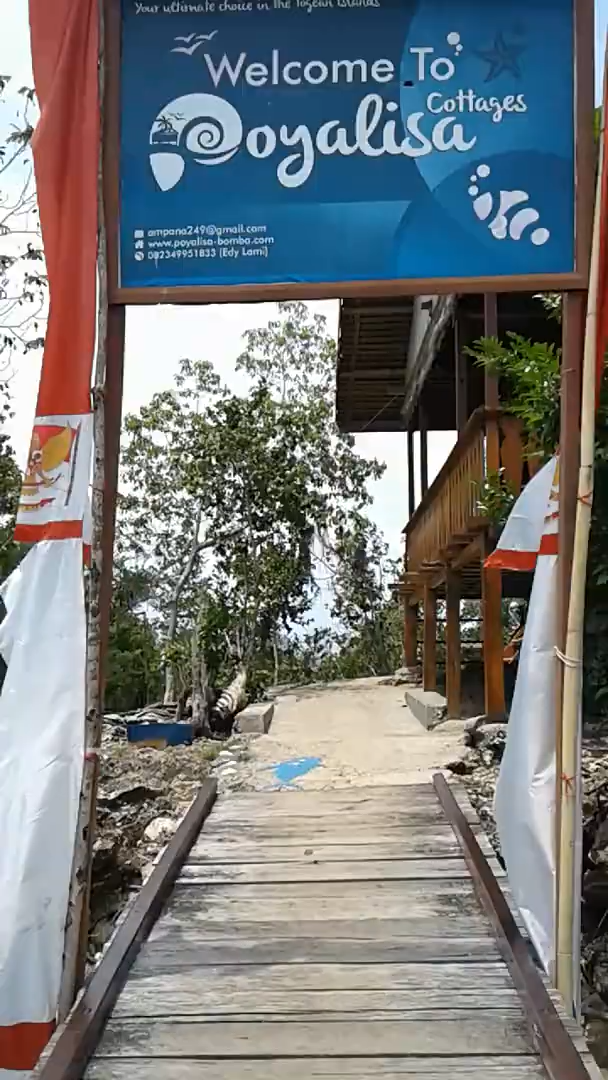 Your ultimate choice in the Togean Islands
Welcome To
Poyalisa
Cottages
ampana249@gmail.com
www.poyalisa-bomba.com
082349951833 (Edy Lami)